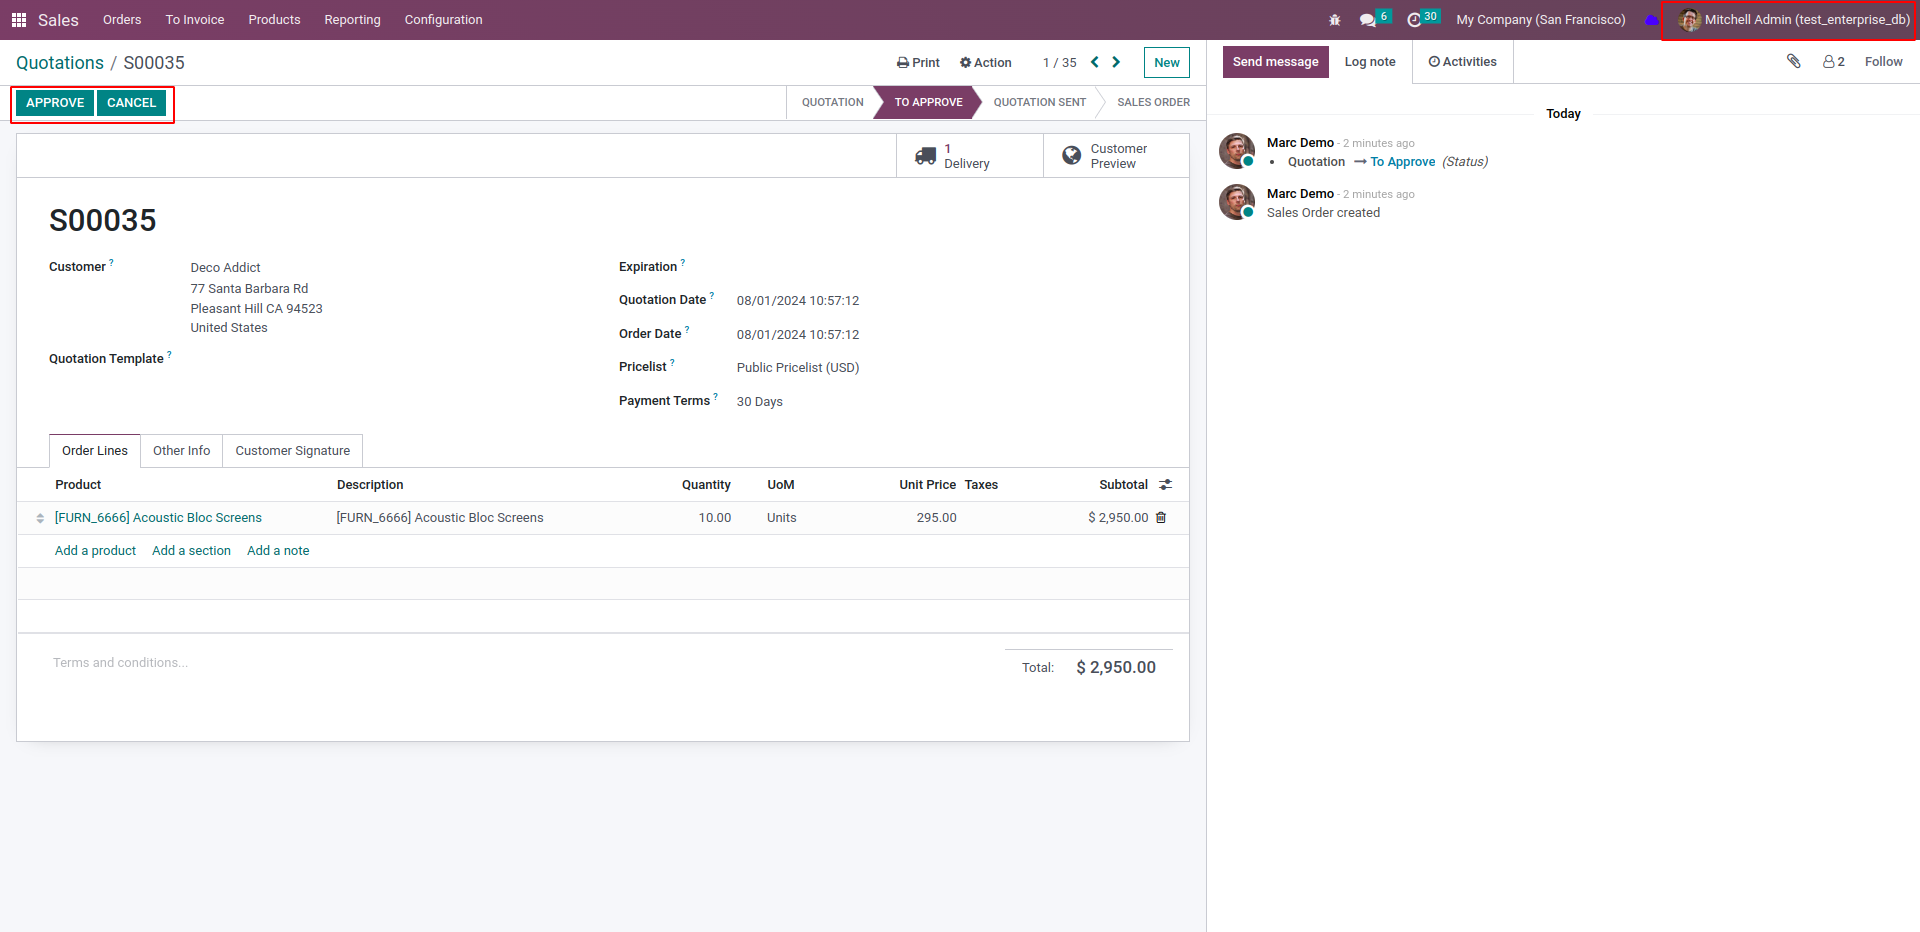 Sales Orders To Invoice Products Reporting Configuration 6 30 My Company (San Francisco) Mitchell Admin (test_enterprise_db)
Quotations / S00035 Print Action 1 / 35 New
APPROVE CANCEL QUOTATION TO APPROVE QUOTATION SENT SALES ORDER
1
Delivery
Customer
Preview
S00035
Customer ?
Deco Addict
77 Santa Barbara Rd
Pleasant Hill CA 94523
United States
Quotation Template ?
Expiration ?
Quotation Date ? 08/01/2024 10:57:12
Order Date ? 08/01/2024 10:57:12
Pricelist ? Public Pricelist (USD)
Payment Terms ? 30 Days
Order Lines Other Info Customer Signature
Product Description Quantity UoM Unit Price Taxes Subtotal
[FURN_6666] Acoustic Bloc Screens [FURN_6666] Acoustic Bloc Screens 10.00 Units 295.00 $ 2,950.00
Add a product Add a section Add a note
Terms and conditions...
Total: $ 2,950.00
Send message Log note Activities 2 Follow
Today
Marc Demo - 2 minutes ago
• Quotation → To Approve (Status)
Marc Demo - 2 minutes ago
Sales Order created